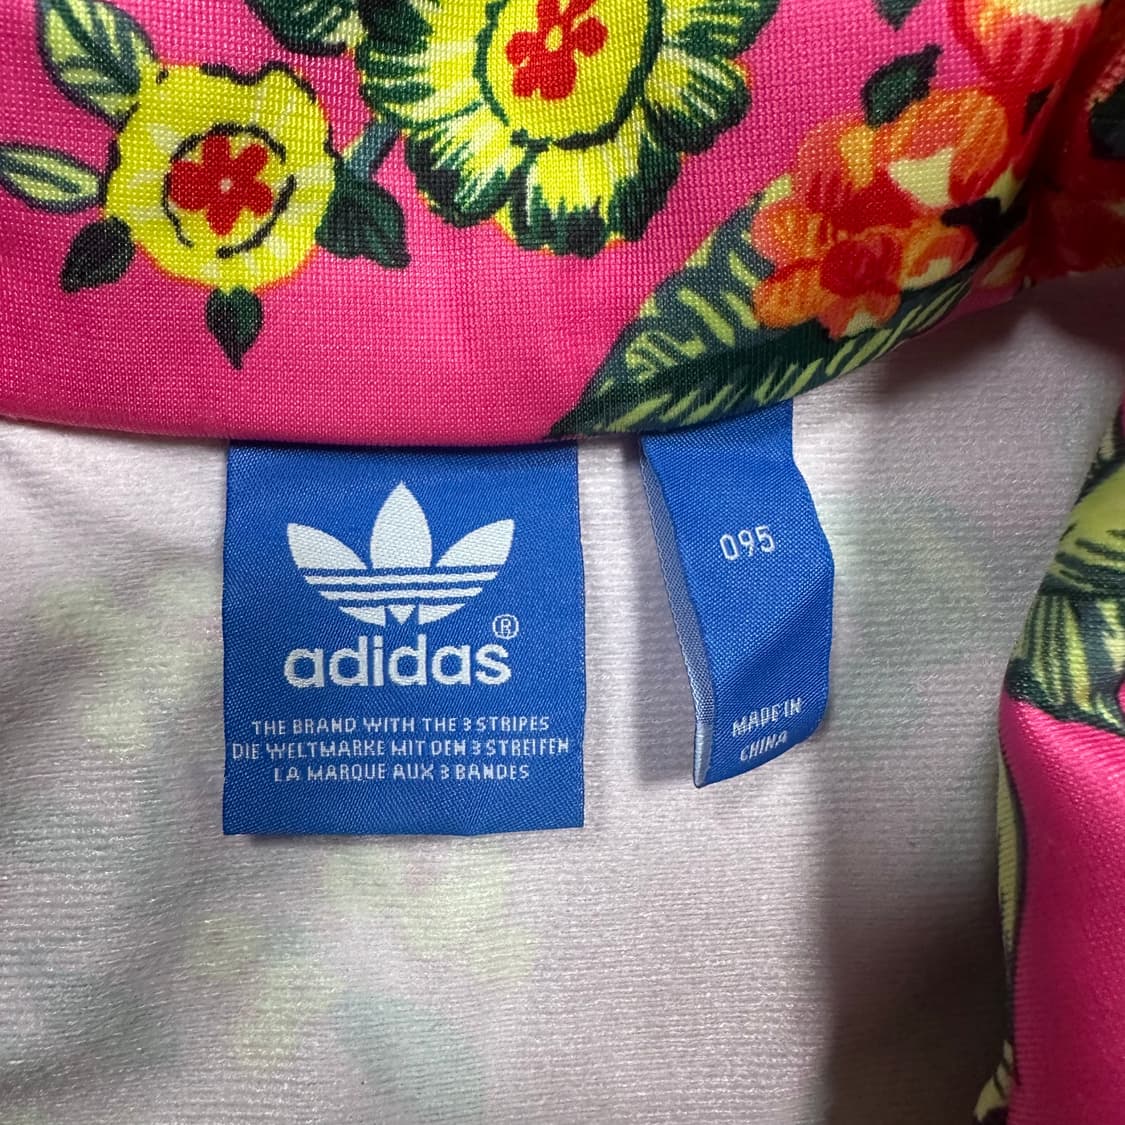 adidas®
THE BRAND WITH THE 3 STRIPES
DIE WELTMARKE MIT DEN 3 STREIFEN
LA MARQUE AUX 3 BANDES
095
MADE IN
CHINA